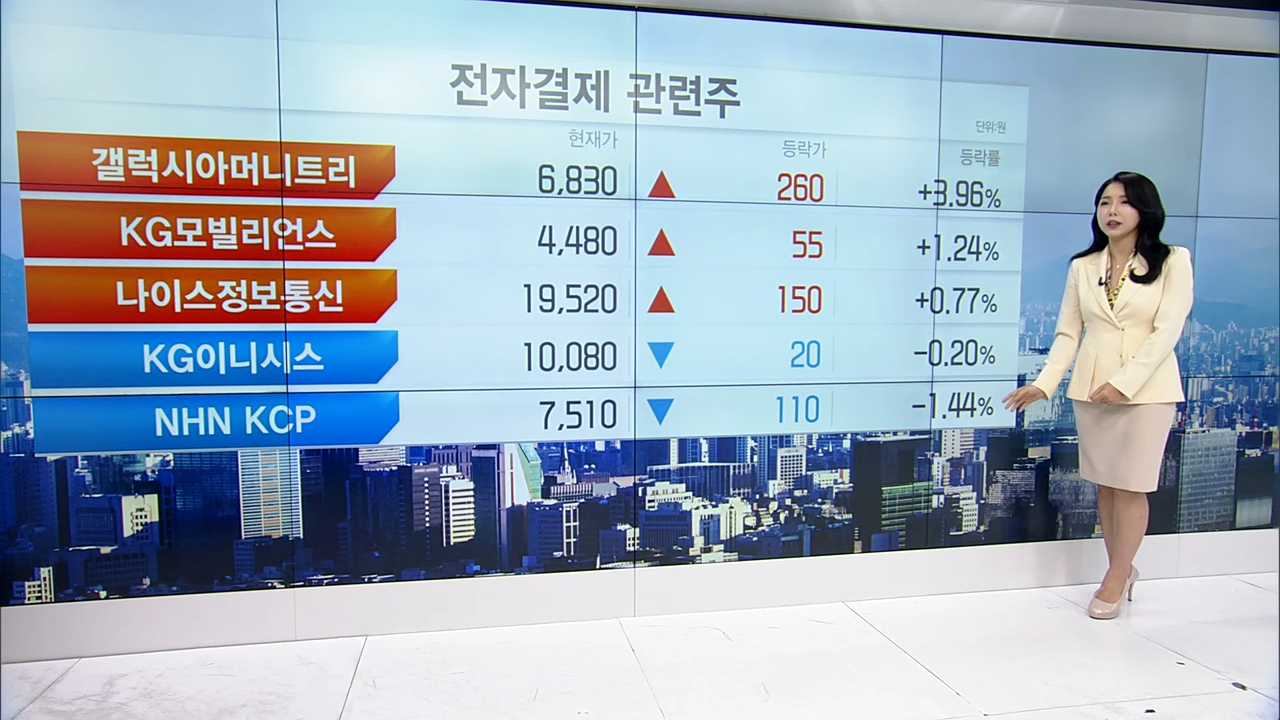 전자결제 관련주
단위:원
현재가 등락가 등락률
갤럭시아머니트리 6,830 ▲ 260 +3.96%
KG모빌리언스 4,480 ▲ 55 +1.24%
나이스정보통신 19,520 ▲ 150 +0.77%
KG이니시스 10,080 ▼ 20 -0.20%
NHN KCP 7,510 ▼ 110 -1.44%